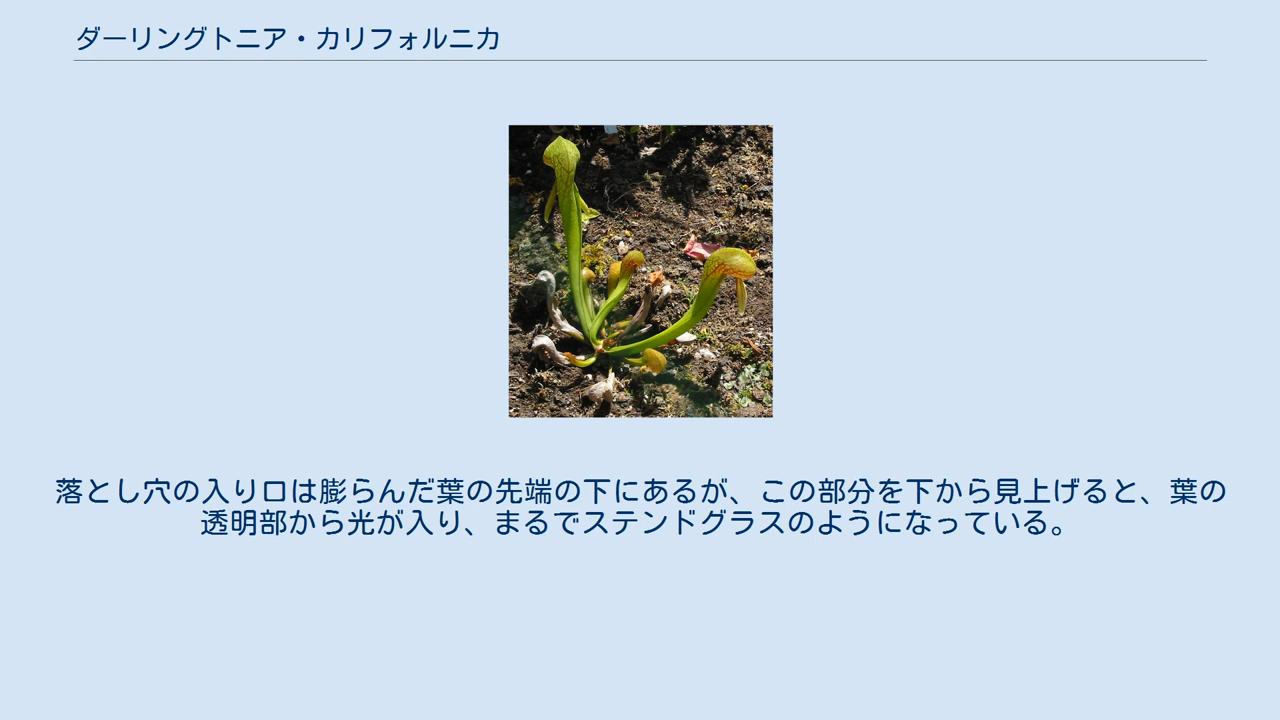 ダーリングトニア・カリフォルニカ
落とし穴の入り口は膨らんだ葉の先端の下にあるが、この部分を下から見上げると、葉の
透明部から光が入り、まるでステンドグラスのようになっている。